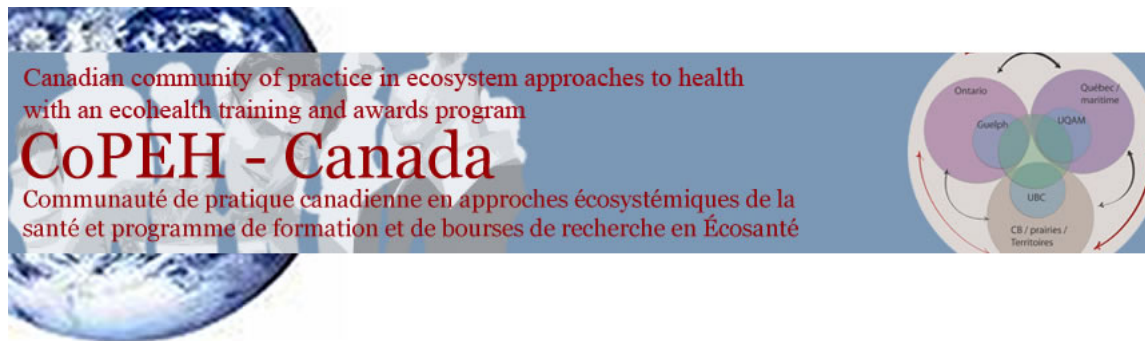 Canadian community of practice in ecosystem approaches to health
with an ecohealth training and awards program
CoPEH - Canada
Communauté de pratique canadienne en approches écosystémiques de la
santé et programme de formation et de bourses de recherche en Écosanté
Ontario
Québec /
maritime
Guelph
UQAM
UBC
CB / prairies /
Territoires